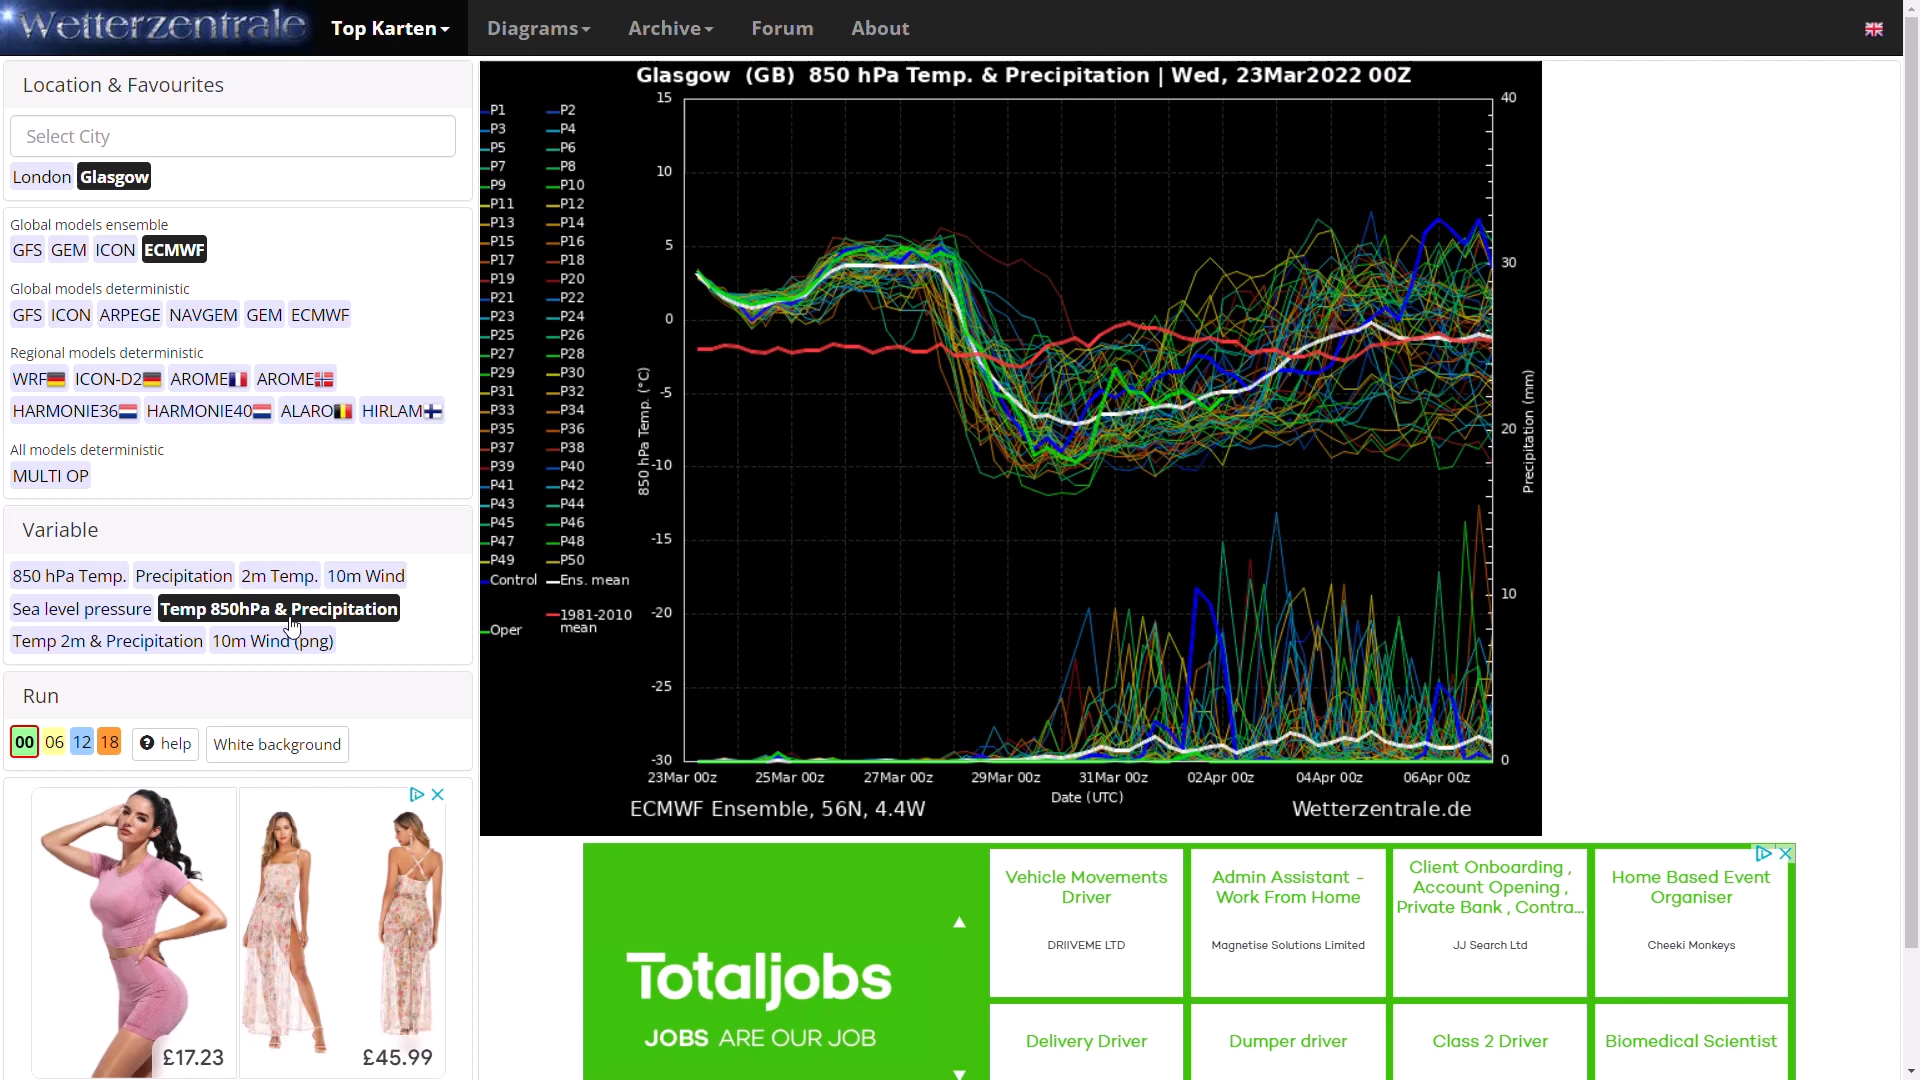 Wetterzentrale
Top Karten
Diagrams
Archive
Forum
About
Location & Favourites
Select City
London Glasgow
Global models ensemble
GFS GEM ICON ECMWF
Global models deterministic
GFS ICON ARPEGE NAVGEM GEM ECMWF
Regional models deterministic
WRF ICON-D2 AROME AROME
HARMONIE36 HARMONIE40 ALARO HIRLAM
All models deterministic
MULTI OP
Variable
850 hPa Temp. Precipitation 2m Temp. 10m Wind
Sea level pressure Temp 850hPa & Precipitation
Temp 2m & Precipitation 10m Wind (png)
Run
00 06 12 18 help White background
£17.23
£45.99
Glasgow (GB) 850 hPa Temp. & Precipitation | Wed, 23Mar2022 00Z
P1 P2
P3 P4
P5 P6
P7 P8
P9 P10
P11 P12
P13 P14
P15 P16
P17 P18
P19 P20
P21 P22
P23 P24
P25 P26
P27 P28
P29 P30
P31 P32
P33 P34
P35 P36
P37 P38
P39 P40
P41 P42
P43 P44
P45 P46
P47 P48
P49 P50
Control Ens. mean
1981-2010
mean
Oper
15
10
5
0
-5
-10
-15
-20
-25
-30
850 hPa Temp. (°C)
40
30
20
10
0
Precipitation (mm)
23Mar 00z 25Mar 00z 27Mar 00z 29Mar 00z 31Mar 00z 02Apr 00z 04Apr 00z 06Apr 00z
Date (UTC)
ECMWF Ensemble, 56N, 4.4W
Wetterzentrale.de
Totaljobs
JOBS ARE OUR JOB
Vehicle Movements
Driver
DRIIVEME LTD
Admin Assistant -
Work From Home
Magnetise Solutions Limited
Client Onboarding ,
Account Opening ,
Private Bank , Contra...
JJ Search Ltd
Home Based Event
Organiser
Cheeki Monkeys
Delivery Driver
Dumper driver
Class 2 Driver
Biomedical Scientist